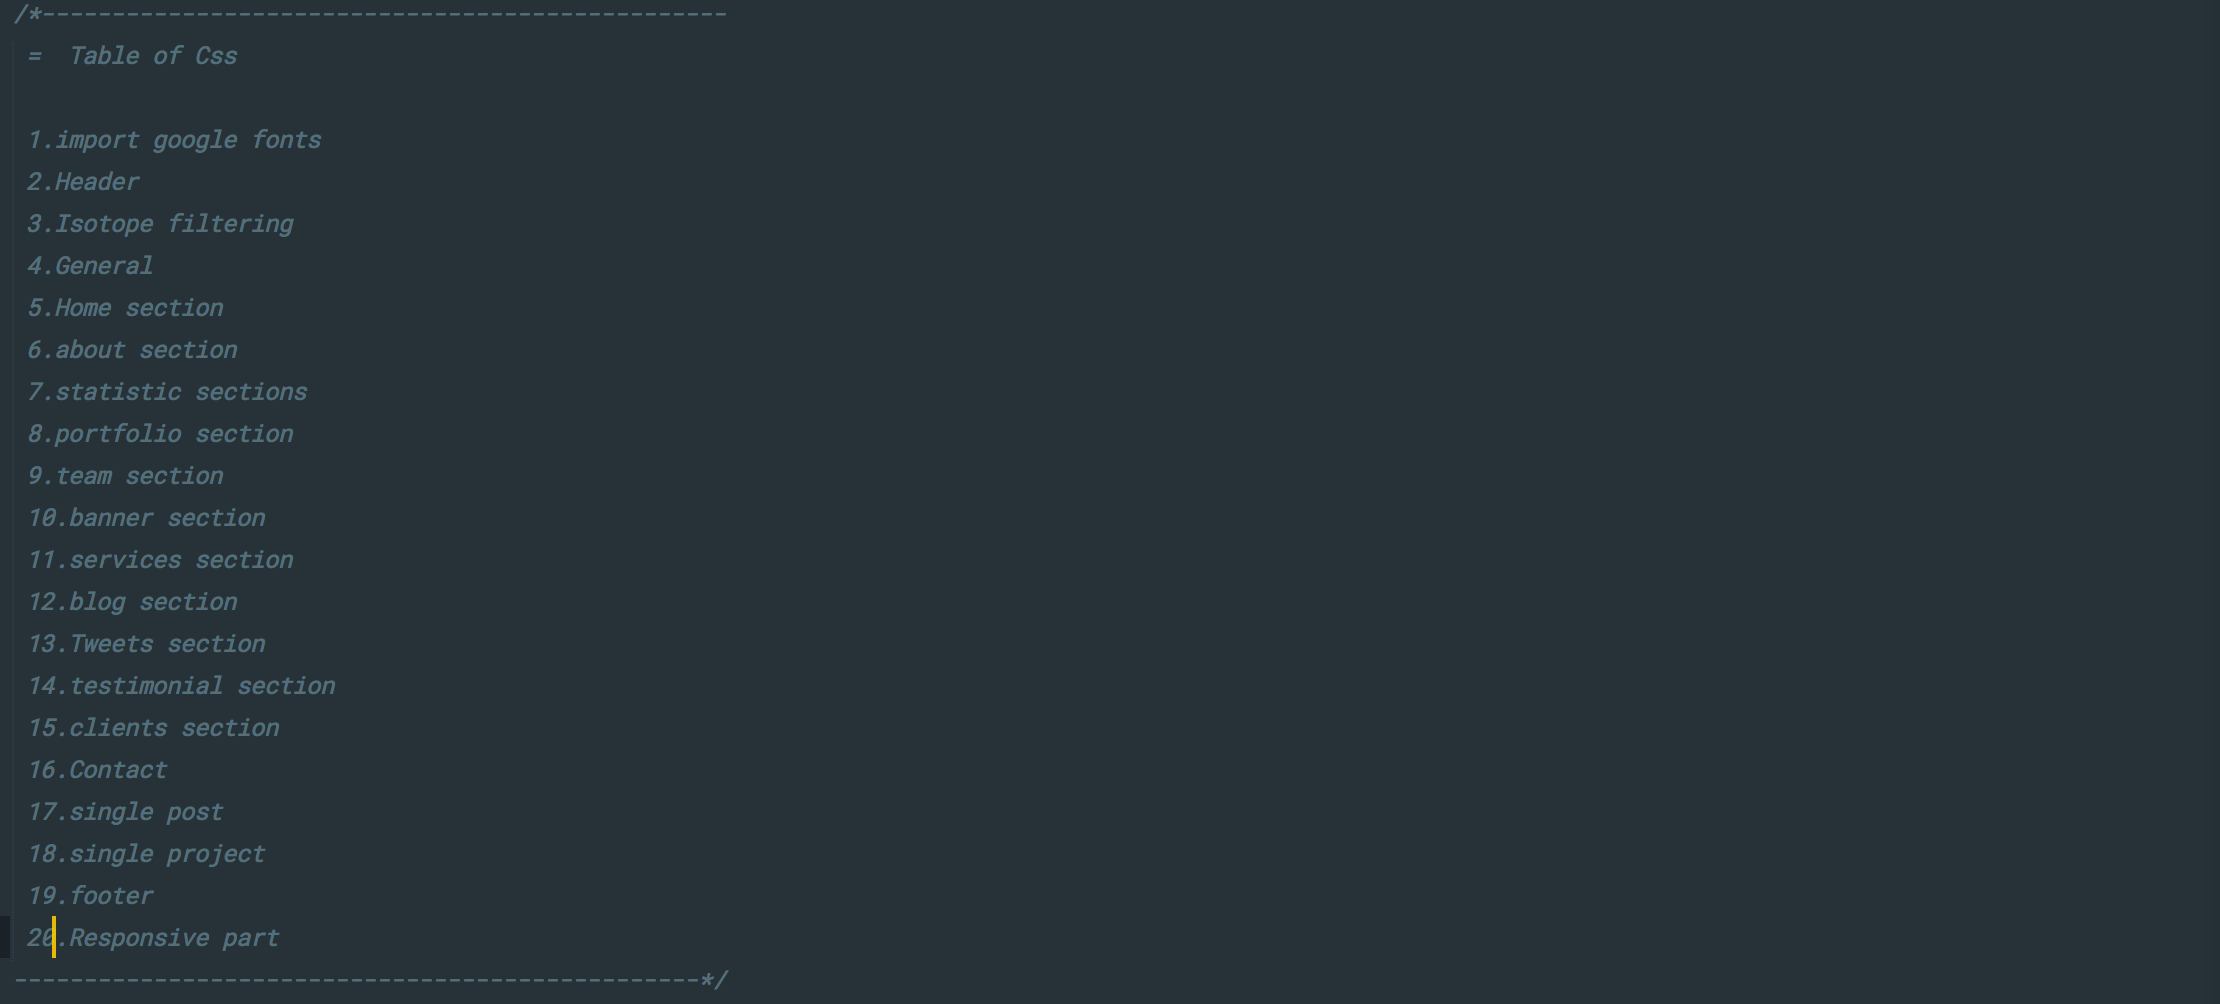 /*-------------------------------------------------
=  Table of Css
1.import google fonts
2.Header
3.Isotope filtering
4.General
5.Home section
6.about section
7.statistic sections
8.portfolio section
9.team section
10.banner section
11.services section
12.blog section
13.Tweets section
14.testimonial section
15.clients section
16.Contact
17.single post
18.single project
19.footer
20.Responsive part
-------------------------------------------------*/